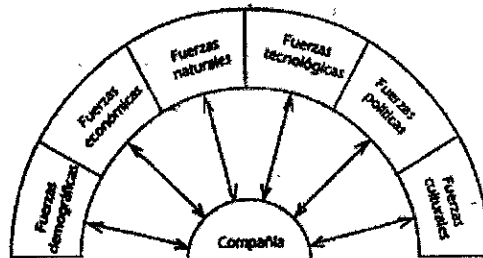 Fuerzas
demográficas
Fuerzas
económicas
Fuerzas
naturales
Fuerzas
tecnológicas
Fuerzas
políticas
Fuerzas
culturales
Compañía